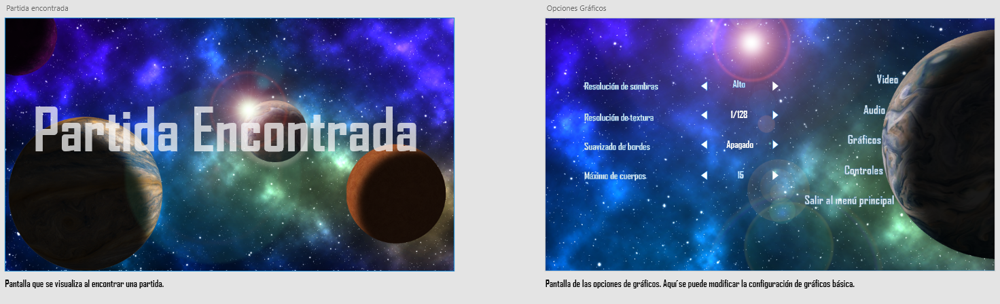 Partida encontrada
Partida Encontrada
Pantalla que se visualiza al encontrar una partida.
Opciones Gráficos
Resolución de sombras
Alto
Resolución de textura
1/128
Suavizado de bordes
Apagado
Máximo de cuerpos
15
Video
Audio
Gráficos
Controles
Salir al menú principal
Pantalla de las opciones de gráficos. Aquí se puede modificar la configuración de gráficos básica.